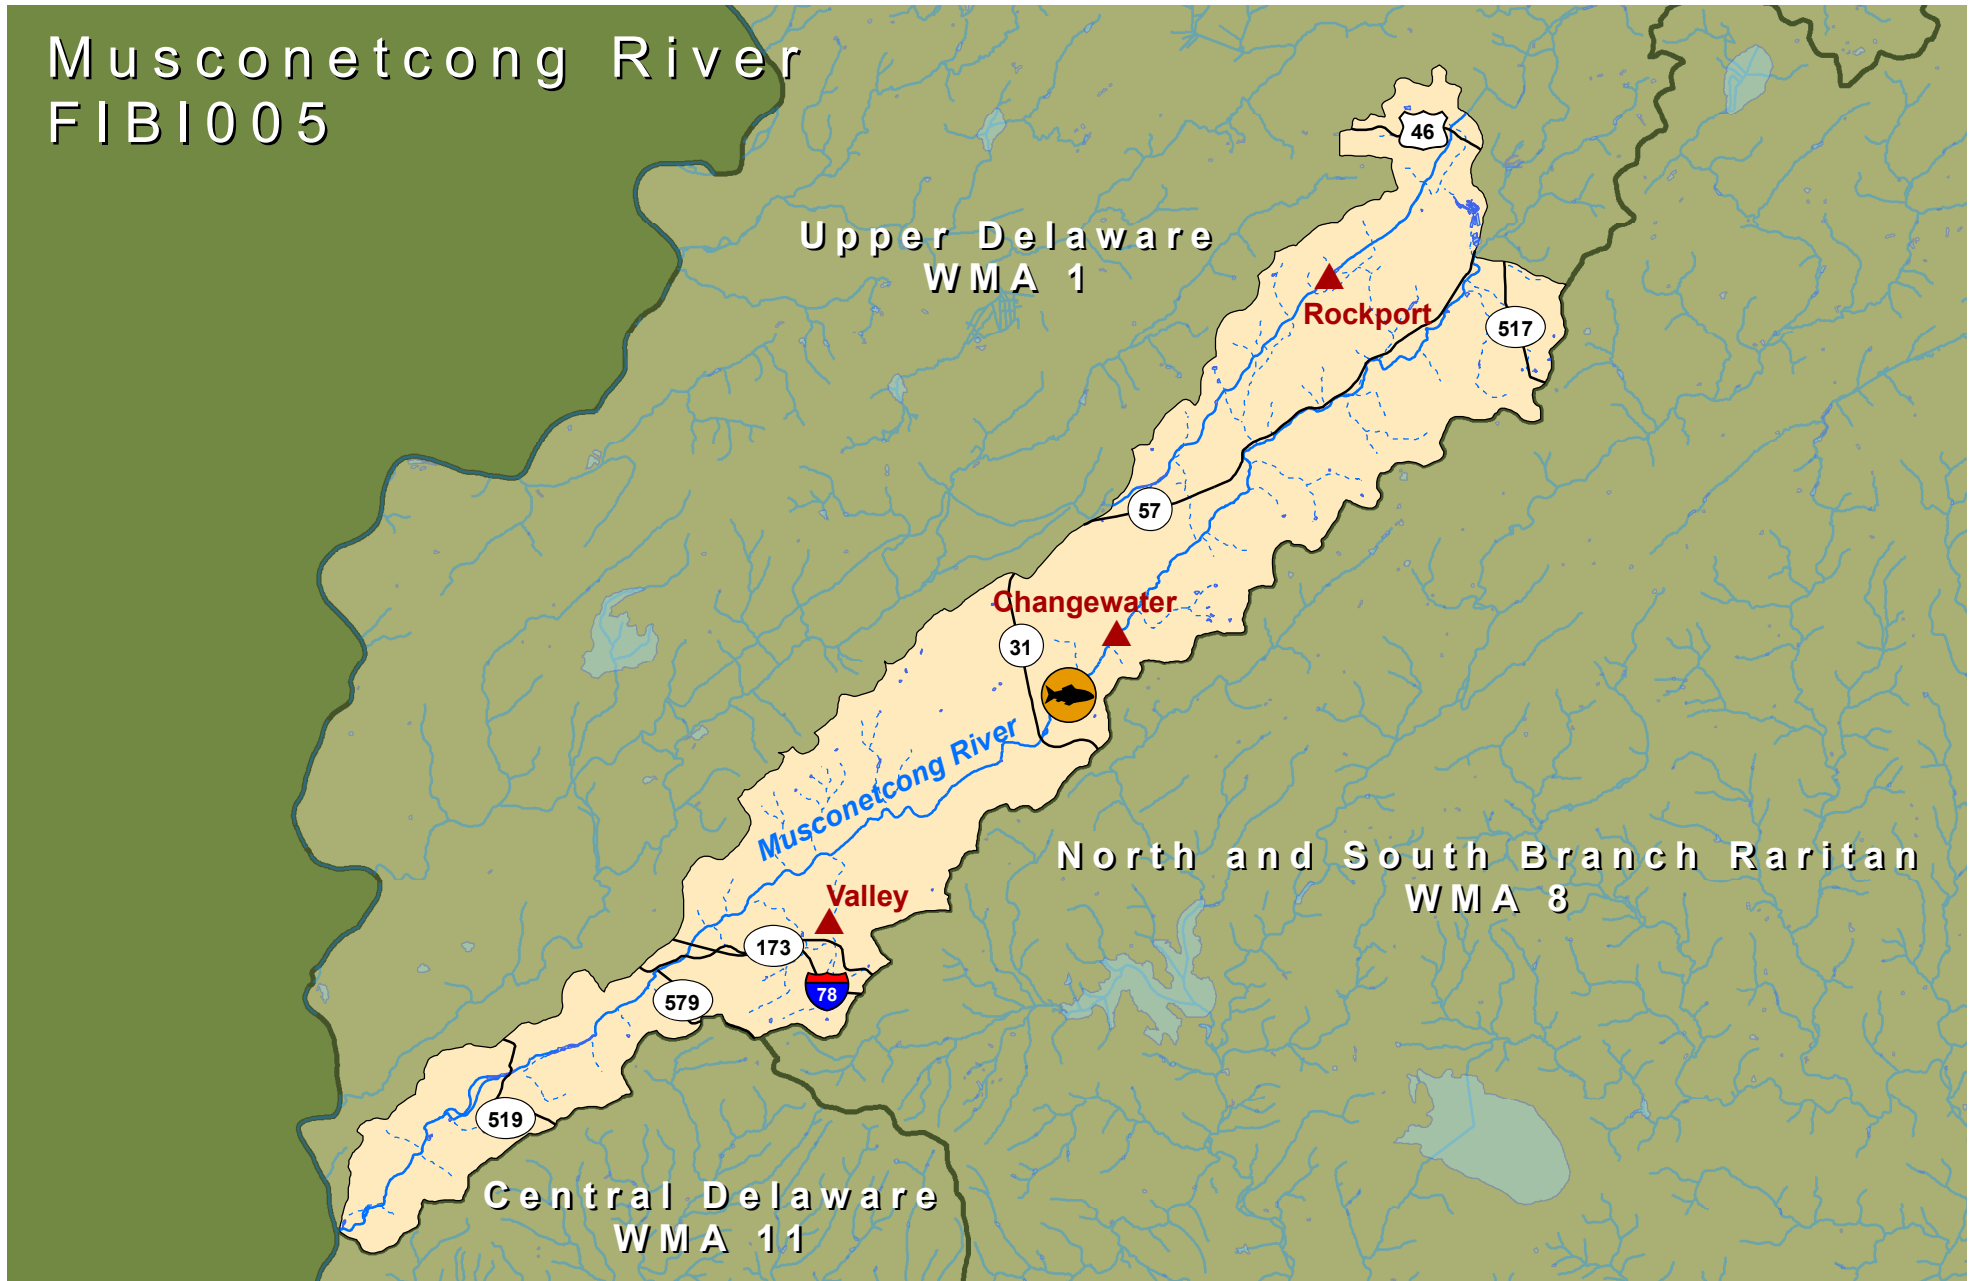 Musconetcong River
FIBI005
46
Upper Delaware
WMA 1
Rockport
517
57
Changewater
31
Musconetcong River
North and South Branch Raritan
WMA 8
Valley
173
78
579
519
Central Delaware
WMA 11